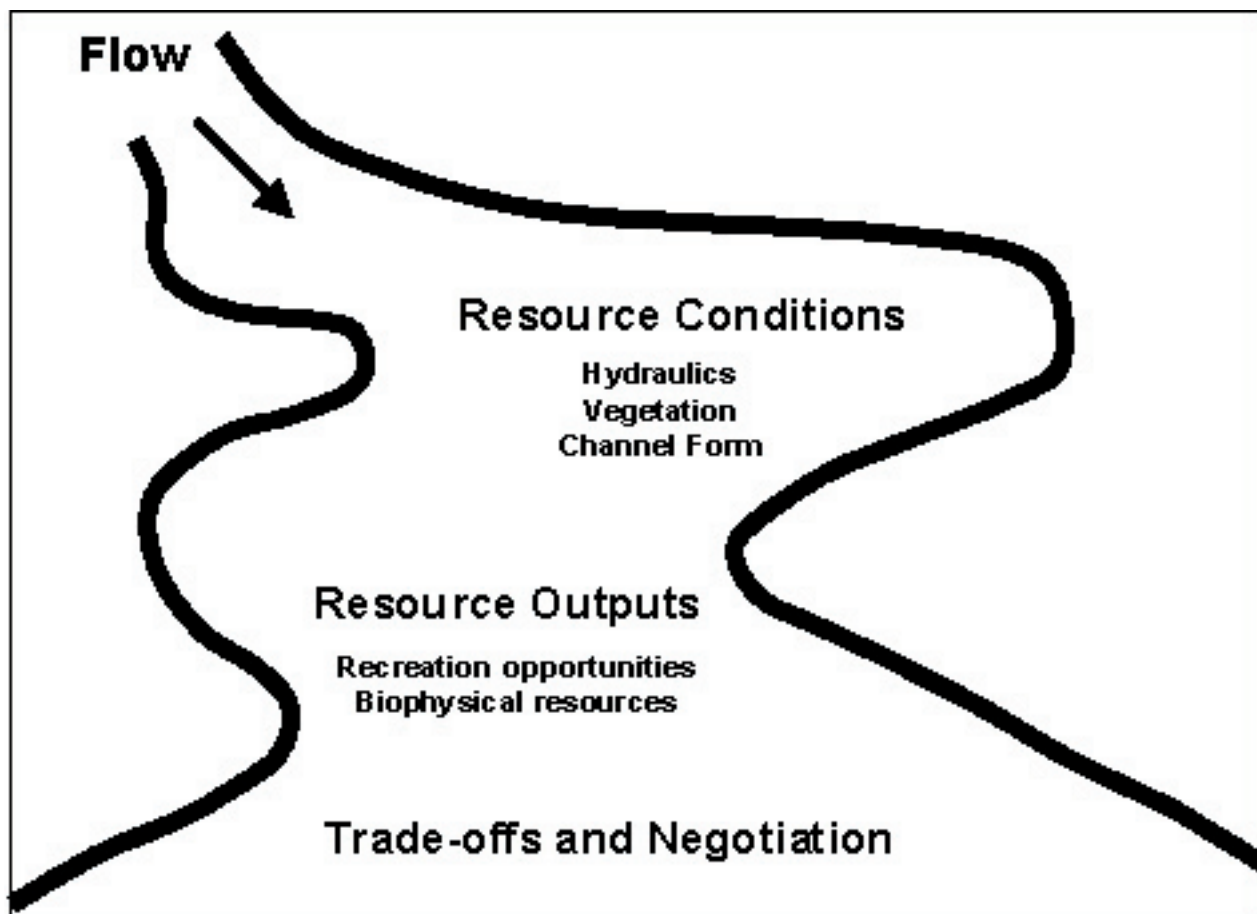 Flow
Resource Conditions
Hydraulics
Vegetation
Channel Form
Resource Outputs
Recreation opportunities
Biophysical resources
Trade-offs and Negotiation